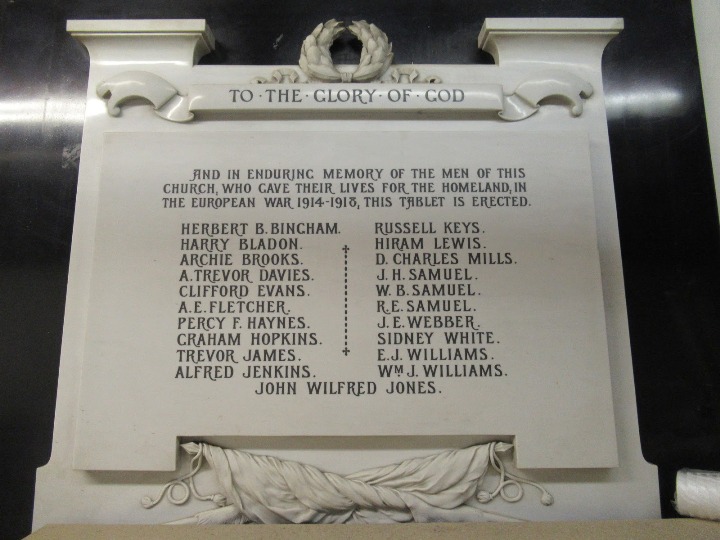 TO · THE · GLORY · OF · GOD
AND IN ENDURING MEMORY OF THE MEN OF THIS
CHURCH, WHO GAVE THEIR LIVES FOR THE HOMELAND, IN
THE EUROPEAN WAR 1914-1918, THIS TABLET IS ERECTED.
HERBERT B. BINGHAM.
HARRY BLADON.
ARCHIE BROOKS.
A. TREVOR DAVIES.
CLIFFORD EVANS.
A. E. FLETCHER.
PERCY F. HAYNES.
GRAHAM HOPKINS.
TREVOR JAMES.
ALFRED JENKINS.
RUSSELL KEYS.
HIRAM LEWIS.
D. CHARLES MILLS.
J. H. SAMUEL.
W. B. SAMUEL.
R. E. SAMUEL.
J. E. WEBBER.
SIDNEY WHITE.
E. J. WILLIAMS.
WM J. WILLIAMS.
JOHN WILFRED JONES.